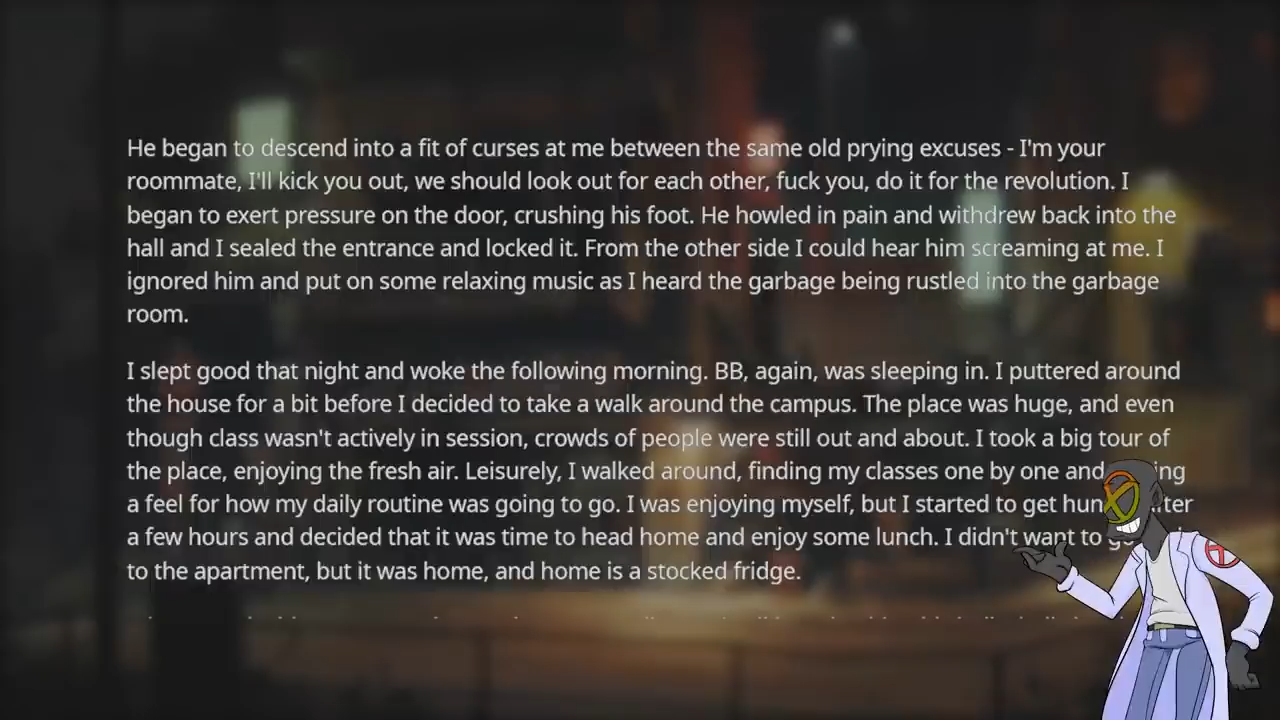 He began to descend into a fit of curses at me between the same old prying excuses - I'm your
roommate, I'll kick you out, we should look out for each other, fuck you, do it for the revolution. I
began to exert pressure on the door, crushing his foot. He howled in pain and withdrew back into the
hall and I sealed the entrance and locked it. From the other side I could hear him screaming at me. I
ignored him and put on some relaxing music as I heard the garbage being rustled into the garbage
room.
I slept good that night and woke the following morning. BB, again, was sleeping in. I puttered around
the house for a bit before I decided to take a walk around the campus. The place was huge, and even
though class wasn't actively in session, crowds of people were still out and about. I took a big tour of
the place, enjoying the fresh air. Leisurely, I walked around, finding my classes one by one and
a feel for how my daily routine was going to go. I was enjoying myself, but I started to get
a few hours and decided that it was time to head home and enjoy some lunch. I didn't want to
to the apartment, but it was home, and home is a stocked fridge.